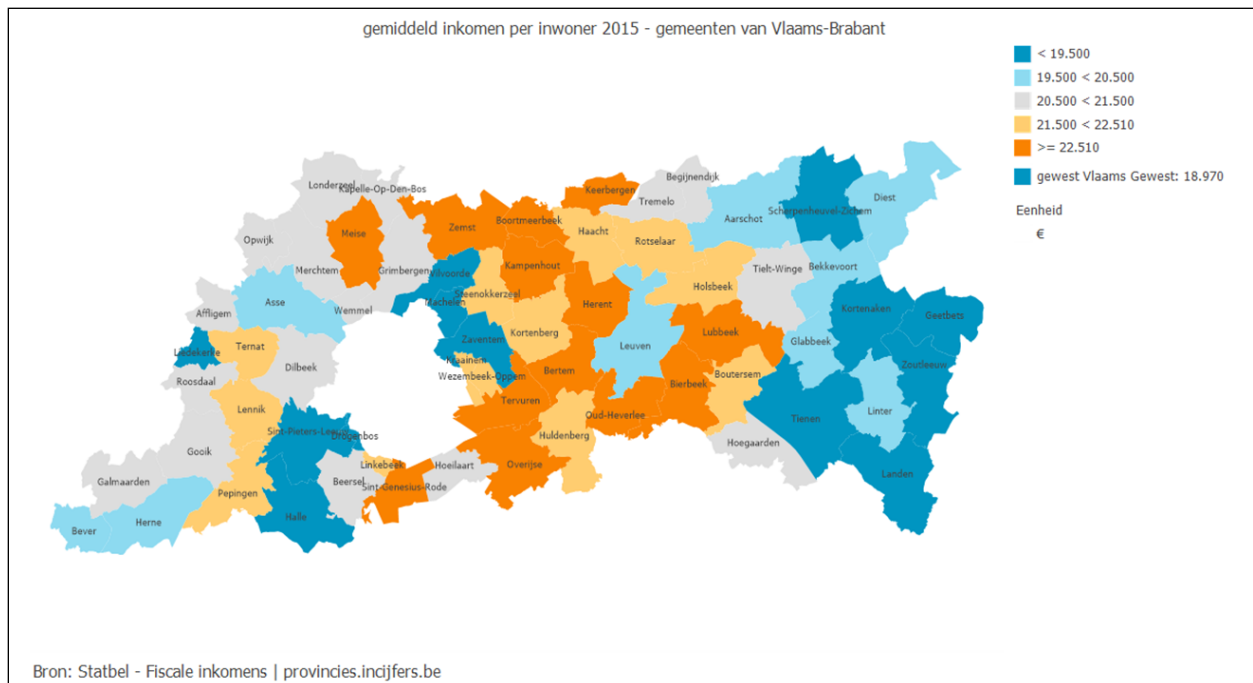 gemiddeld inkomen per inwoner 2015 - gemeenten van Vlaams-Brabant
< 19.500
19.500 < 20.500
20.500 < 21.500
21.500 < 22.510
>= 22.510
gewest Vlaams Gewest: 18.970
Eenheid
€
Londerzeel
Kapelle-Op-Den-Bos
Keerbergen
Begijnendijk
Tremelo
Diest
Scherpenheuvel-Zichem
Aarschot
Boortmeerbeek
Zemst
Meise
Haacht
Rotselaar
Opwijk
Merchtem
Grimbergen
Vilvoorde
Kampenhout
Tielt-Winge
Bekkevoort
Holsbeek
Steenokkerzeel
Asse
Machelen
Herent
Wemmel
Affligem
Kortenaken
Geetbets
Lubbeek
Kortenberg
Zaventem
Leuven
Glabbeek
Ternat
Liedekerke
Dilbeek
Kraainem
Zoutleeuw
Wezembeek-Oppem
Bertem
Boutersem
Roosdaal
Bierbeek
Tervuren
Lennik
Linter
Oud-Heverlee
Tienen
Sint-Pieters-Leeuw
Drogenbos
Huldenberg
Hoegaarden
Gooik
Linkebeek
Hoeilaart
Overijse
Landen
Galmaarden
Beersel
Sint-Genesius-Rode
Pepingen
Halle
Herne
Bever
Bron: Statbel - Fiscale inkomens | provincies.incijfers.be